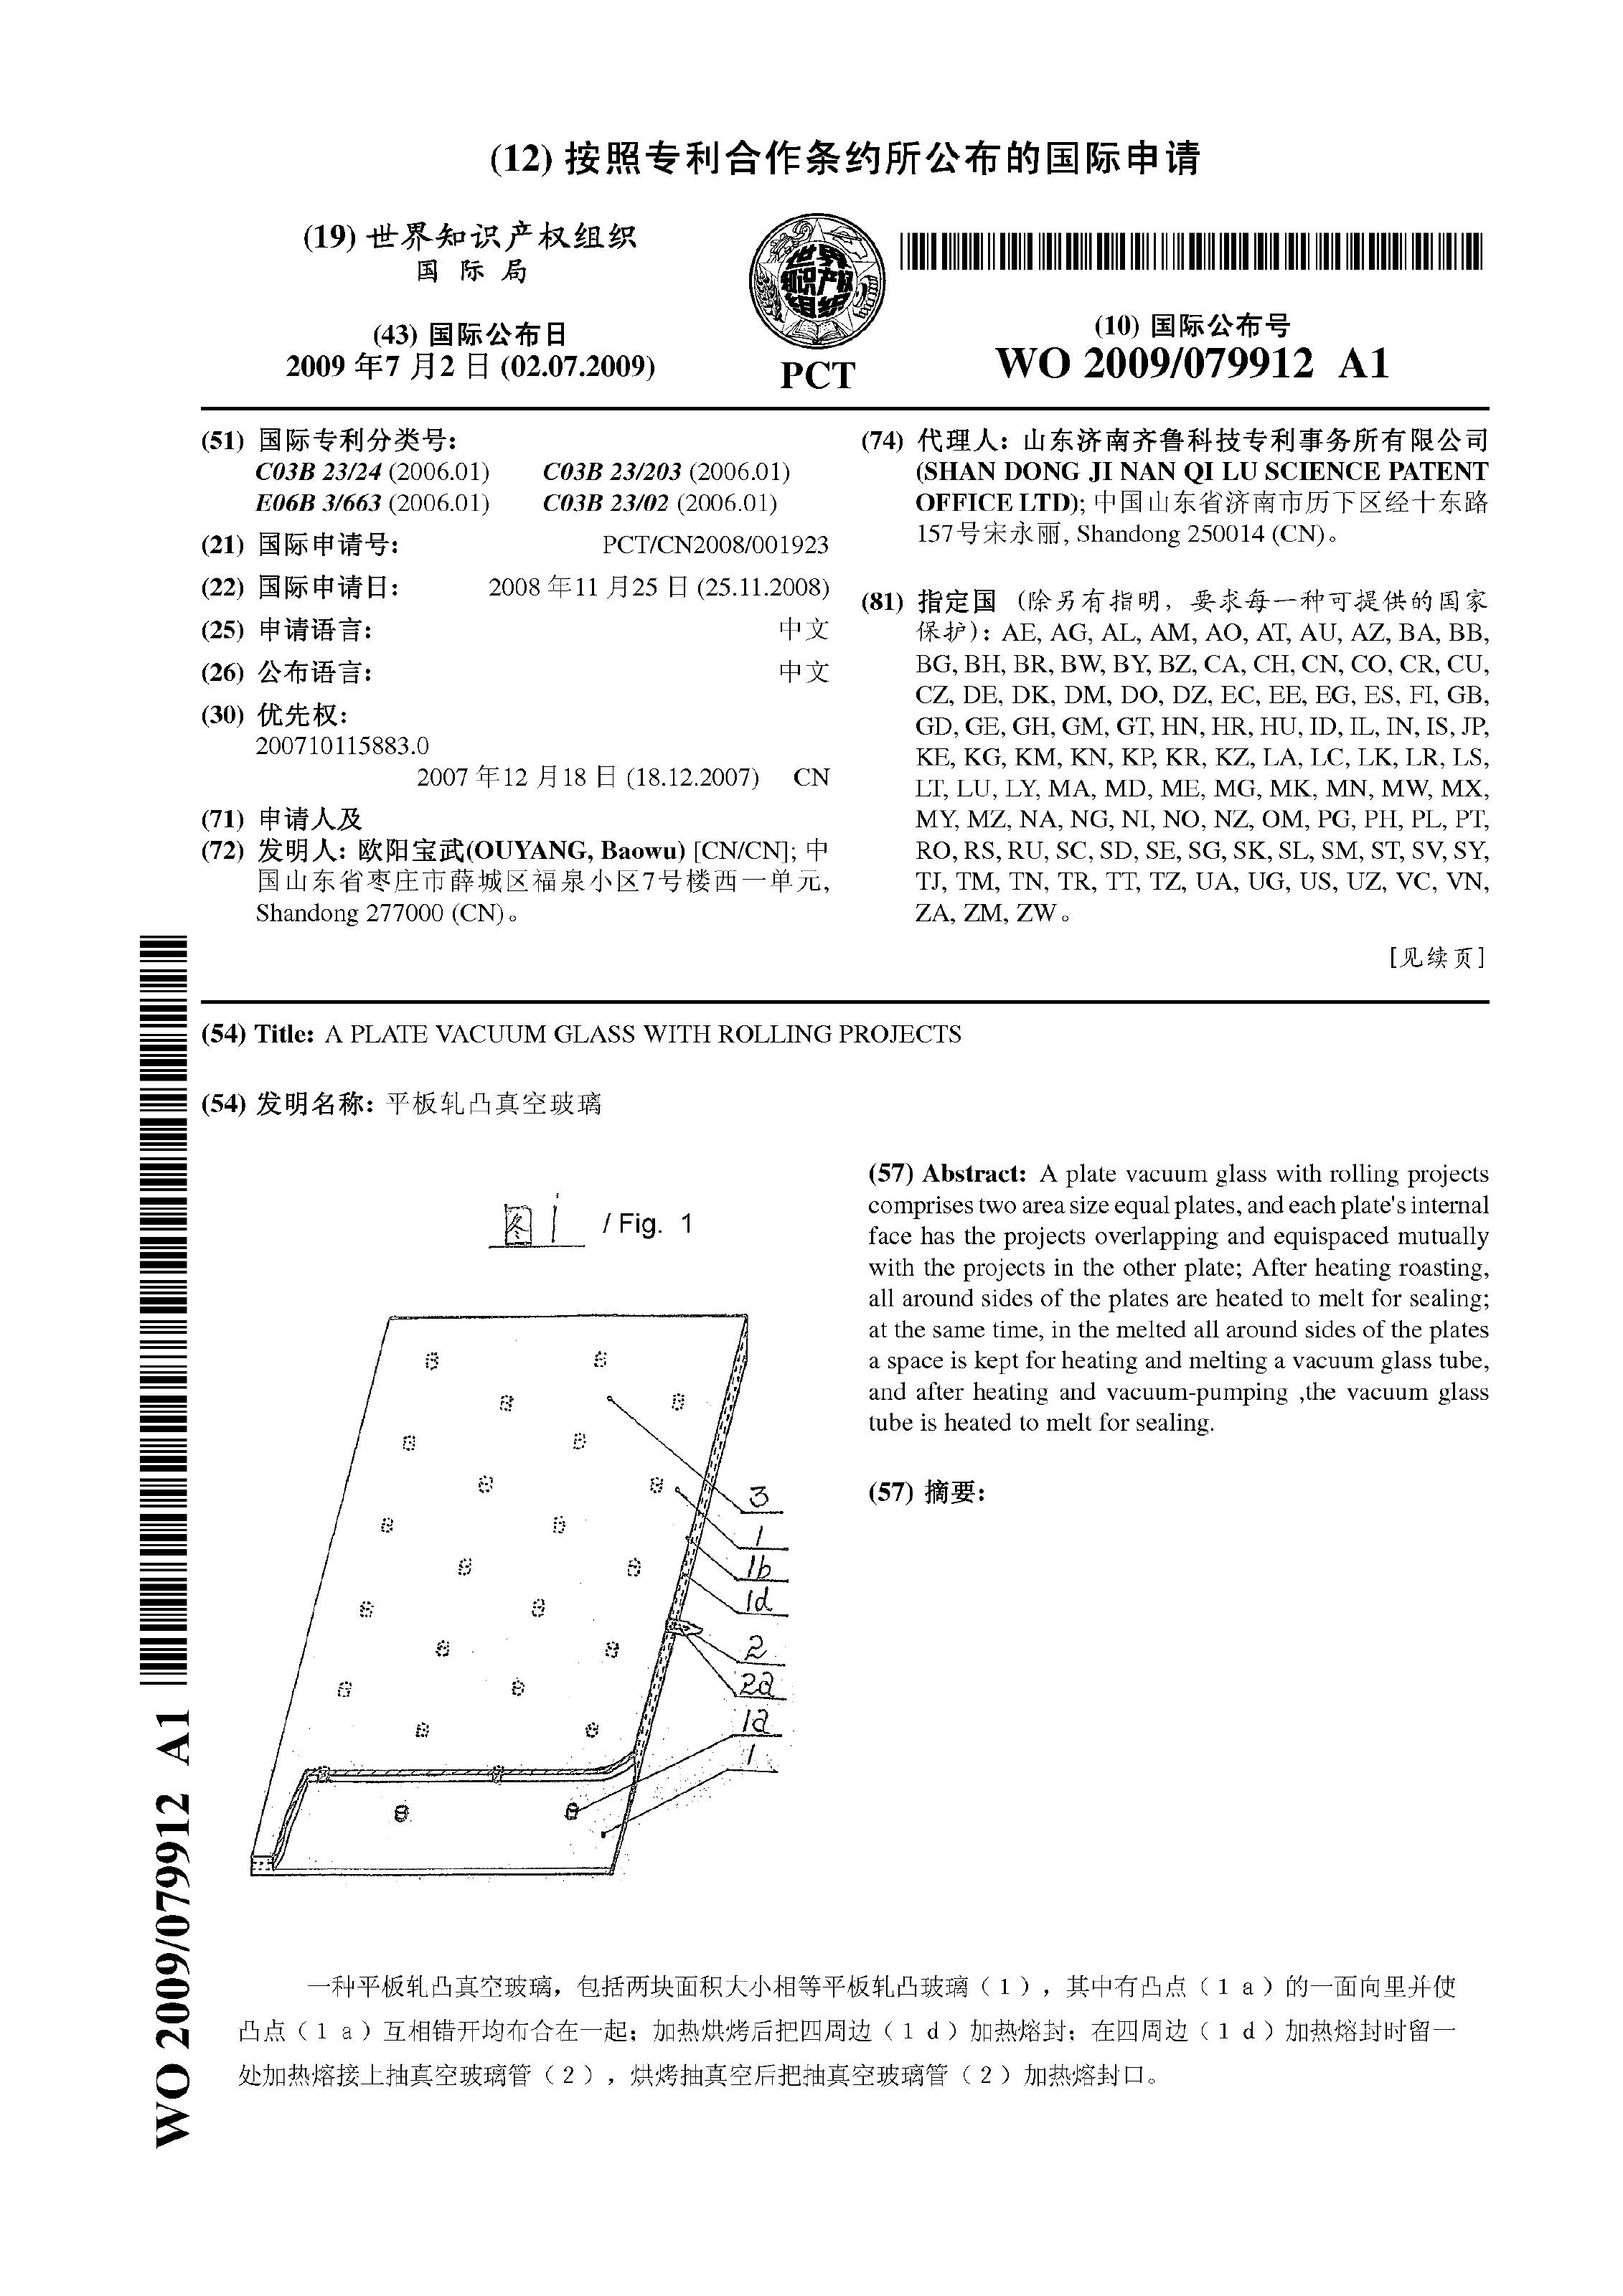 (12) 按照专利合作条约所公布的国际申请
(19) 世界知识产权组织
国 际 局
(43) 国际公布日
2009 年7 月2 日 (02.07.2009)
世界
知识产权
组织
PCT
(10) 国际公布号
WO 2009/079912 A1
(51) 国际专利分类号:
C03B 23/24 (2006.01) C03B 23/203 (2006.01)
E06B 3/663 (2006.01) C03B 23/02 (2006.01)
(21) 国际申请号: PCT/CN2008/001923
(22) 国际申请日: 2008 年11 月25 日 (25.11.2008)
(25) 申请语言: 中文
(26) 公布语言: 中文
(30) 优先权:
200710115883.0
2007 年12 月18 日 (18.12.2007) CN
(71) 申请人及
(72) 发明人: 欧阳宝武(OUYANG, Baowu) [CN/CN]; 中
国山东省枣庄市薛城区福泉小区7号楼西一单元,
Shandong 277000 (CN)。
(74) 代理人: 山东济南齐鲁科技专利事务所有限公司
(SHAN DONG JI NAN QI LU SCIENCE PATENT
OFFICE LTD); 中国山东省济南市历下区经十东路
157号宋永丽, Shandong 250014 (CN)。
(81) 指定国 (除另有指明, 要求每一种可提供的国家
保护): AE, AG, AL, AM, AO, AT, AU, AZ, BA, BB,
BG, BH, BR, BW, BY, BZ, CA, CH, CN, CO, CR, CU,
CZ, DE, DK, DM, DO, DZ, EC, EE, EG, ES, FI, GB,
GD, GE, GH, GM, GT, HN, HR, HU, ID, IL, IN, IS, JP,
KE, KG, KM, KN, KP, KR, KZ, LA, LC, LK, LR, LS,
LT, LU, LY, MA, MD, ME, MG, MK, MN, MW, MX,
MY, MZ, NA, NG, NI, NO, NZ, OM, PG, PH, PL, PT,
RO, RS, RU, SC, SD, SE, SG, SK, SL, SM, ST, SV, SY,
TJ, TM, TN, TR, TT, TZ, UA, UG, US, UZ, VC, VN,
ZA, ZM, ZW。
[见续页]
(54) Title: A PLATE VACUUM GLASS WITH ROLLING PROJECTS
(54) 发明名称: 平板轧凸真空玻璃
图 1 / Fig. 1
3
1
1b
1d
2
2a
1a
1
(57) Abstract: A plate vacuum glass with rolling projects
comprises two area size equal plates, and each plate's internal
face has the projects overlapping and equispaced mutually
with the projects in the other plate; After heating roasting,
all around sides of the plates are heated to melt for sealing;
at the same time, in the melted all around sides of the plates
a space is kept for heating and melting a vacuum glass tube,
and after heating and vacuum-pumping ,the vacuum glass
tube is heated to melt for sealing.
(57) 摘要:
一种平板轧凸真空玻璃, 包括两块面积大小相等平板轧凸玻璃 ( 1 ) , 其中有凸点 ( 1 a ) 的一面向里并使
凸点 ( 1 a ) 互相错开均布合在一起; 加热烘烤后把四周边 ( 1 d ) 加热熔封; 在四周边 ( 1 d ) 加热熔封时留一
处加热熔接上抽真空玻璃管 ( 2 ) , 烘烤抽真空后把抽真空玻璃管 ( 2 ) 加热熔封口。
WO 2009/079912 A1